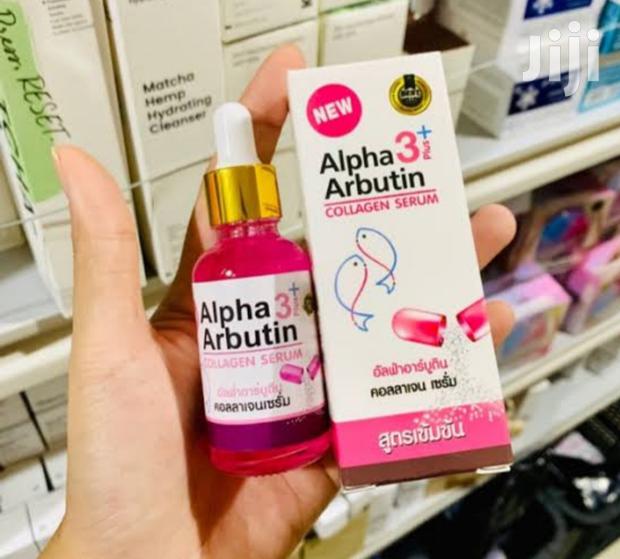 Jiji
Prem RESET
Matcha
Hemp
Hydrating
Cleanser
NEW
Alpha 3 Plus+
Arbutin
COLLAGEN SERUM
อัลฟ่าอาร์บูติน
คอลลาเจน เซรั่ม
สูตรเข้มข้น
Alpha 3 Plus+
Arbutin
COLLAGEN SERUM
อัลฟ่าอาร์บูติน
คอลลาเจนเซรั่ม